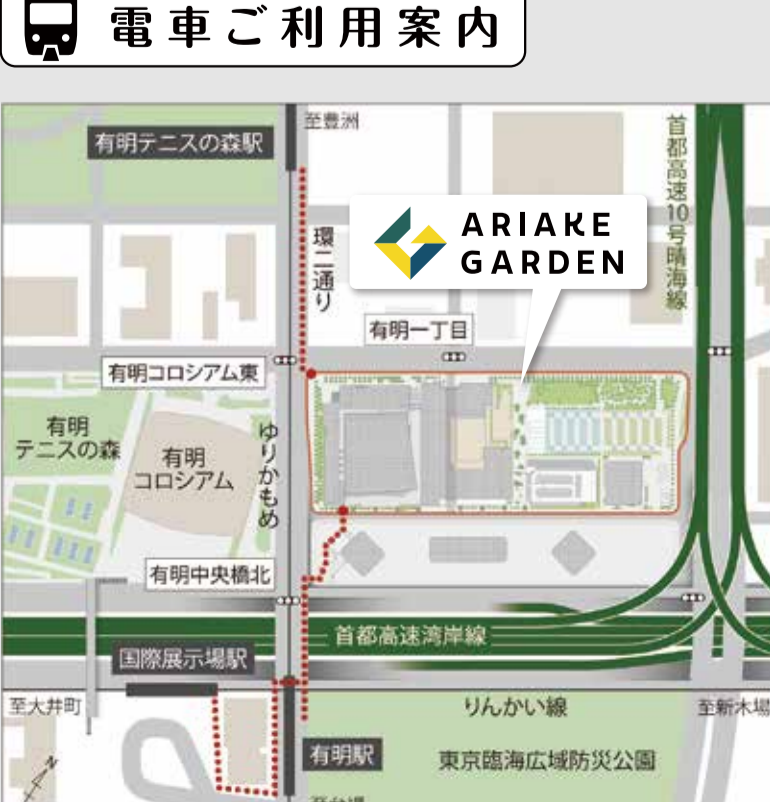 電車ご利用案内
至豊洲
有明テニスの森駅
首都高速10号晴海線
ARIAKE
GARDEN
環二通り
有明一丁目
有明コロシアム東
有明
テニスの森
有明
コロシアム
ゆりかもめ
有明中央橋北
首都高速湾岸線
国際展示場駅
至大井町
りんかい線
至新木場
有明駅
東京臨海広域防災公園
N